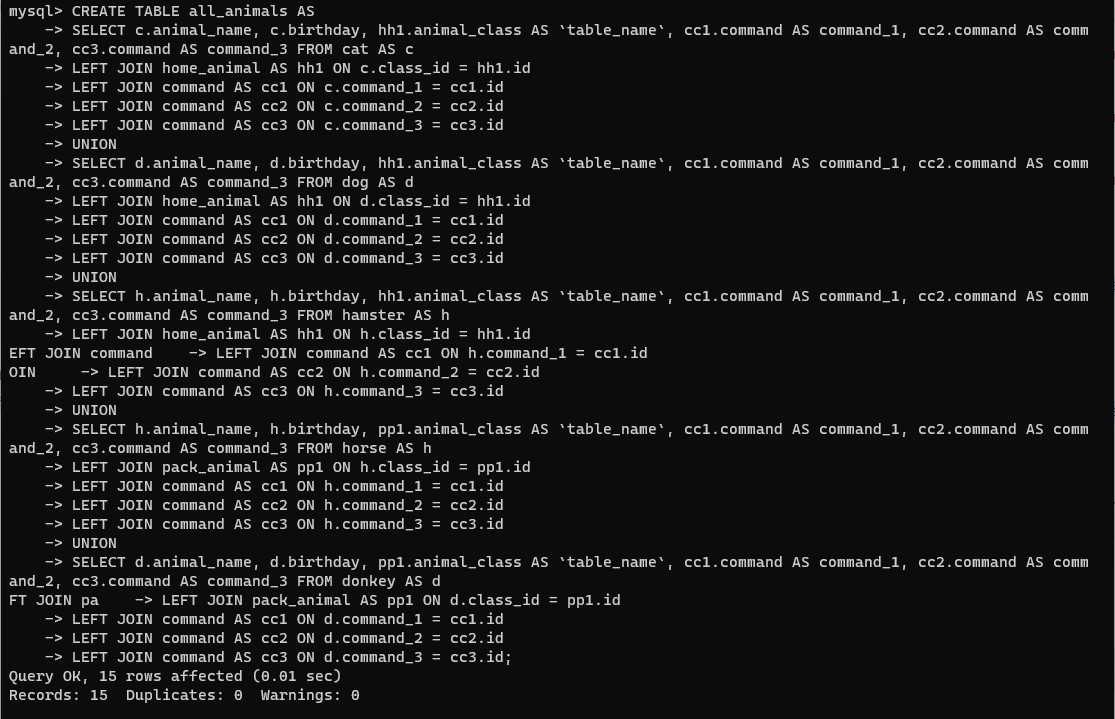 mysql> CREATE TABLE all_animals AS
    -> SELECT c.animal_name, c.birthday, hh1.animal_class AS `table_name`, cc1.command AS command_1, cc2.command AS comm
and_2, cc3.command AS command_3 FROM cat AS c
    -> LEFT JOIN home_animal AS hh1 ON c.class_id = hh1.id
    -> LEFT JOIN command AS cc1 ON c.command_1 = cc1.id
    -> LEFT JOIN command AS cc2 ON c.command_2 = cc2.id
    -> LEFT JOIN command AS cc3 ON c.command_3 = cc3.id
    -> UNION
    -> SELECT d.animal_name, d.birthday, hh1.animal_class AS `table_name`, cc1.command AS command_1, cc2.command AS comm
and_2, cc3.command AS command_3 FROM dog AS d
    -> LEFT JOIN home_animal AS hh1 ON d.class_id = hh1.id
    -> LEFT JOIN command AS cc1 ON d.command_1 = cc1.id
    -> LEFT JOIN command AS cc2 ON d.command_2 = cc2.id
    -> LEFT JOIN command AS cc3 ON d.command_3 = cc3.id
    -> UNION
    -> SELECT h.animal_name, h.birthday, hh1.animal_class AS `table_name`, cc1.command AS command_1, cc2.command AS comm
and_2, cc3.command AS command_3 FROM hamster AS h
    -> LEFT JOIN home_animal AS hh1 ON h.class_id = hh1.id
EFT JOIN command    -> LEFT JOIN command AS cc1 ON h.command_1 = cc1.id
OIN     -> LEFT JOIN command AS cc2 ON h.command_2 = cc2.id
    -> LEFT JOIN command AS cc3 ON h.command_3 = cc3.id
    -> UNION
    -> SELECT h.animal_name, h.birthday, pp1.animal_class AS `table_name`, cc1.command AS command_1, cc2.command AS comm
and_2, cc3.command AS command_3 FROM horse AS h
    -> LEFT JOIN pack_animal AS pp1 ON h.class_id = pp1.id
    -> LEFT JOIN command AS cc1 ON h.command_1 = cc1.id
    -> LEFT JOIN command AS cc2 ON h.command_2 = cc2.id
    -> LEFT JOIN command AS cc3 ON h.command_3 = cc3.id
    -> UNION
    -> SELECT d.animal_name, d.birthday, pp1.animal_class AS `table_name`, cc1.command AS command_1, cc2.command AS comm
and_2, cc3.command AS command_3 FROM donkey AS d
FT JOIN pa    -> LEFT JOIN pack_animal AS pp1 ON d.class_id = pp1.id
    -> LEFT JOIN command AS cc1 ON d.command_1 = cc1.id
    -> LEFT JOIN command AS cc2 ON d.command_2 = cc2.id
    -> LEFT JOIN command AS cc3 ON d.command_3 = cc3.id;
Query OK, 15 rows affected (0.01 sec)
Records: 15  Duplicates: 0  Warnings: 0